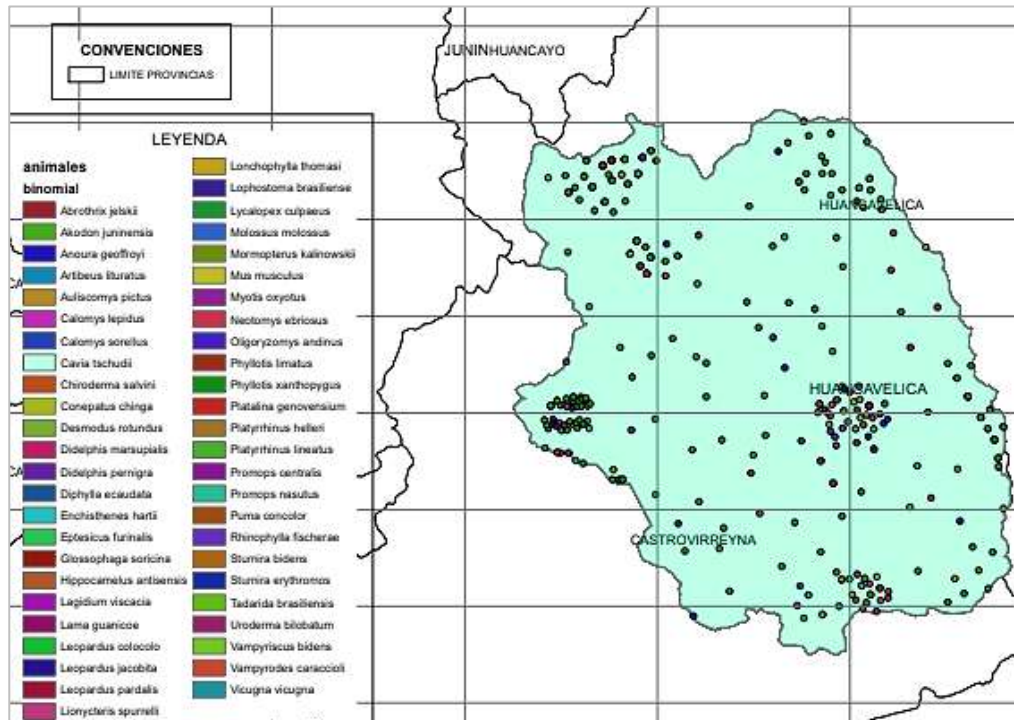 CONVENCIONES
LIMITE PROVINCIAS
LEYENDA
animales
binomial
Abrothrix jelskii
Akodon juninensis
Anoura geoffroyi
Artibeus lituratus
Auliscomys pictus
Calomys lepidus
Calomys sorellus
Cavia tschudii
Chiroderma salvini
Conepatus chinga
Desmodus rotundus
Didelphis marsupialis
Didelphis pernigra
Diphylla ecaudata
Enchisthenes hartii
Eptesicus furinalis
Glossophaga soricina
Hippocamelus antisensis
Lagidium viscacia
Lama guanicoe
Leopardus colocolo
Leopardus jacobita
Leopardus pardalis
Lionycteris spurrelli
Lonchophylla thomasi
Lophostoma brasiliense
Lycalopex culpaeus
Molossus molossus
Mormopterus kalinowskii
Mus musculus
Myotis oxyotus
Neotomys ebriosus
Oligoryzomys andinus
Phyllotis limatus
Phyllotis xanthopygus
Platalina genovensium
Platyrrhinus helleri
Platyrrhinus lineatus
Promops centralis
Promops nasutus
Puma concolor
Rhinophylla fischerae
Sturnira bidens
Sturnira erythromos
Tadarida brasiliensis
Uroderma bilobatum
Vampyriscus bidens
Vampyrodes caraccioli
Vicugna vicugna
JUNIN HUANCAYO
HUANCAVELICA
HUANCAVELICA
CASTROVIRREYNA